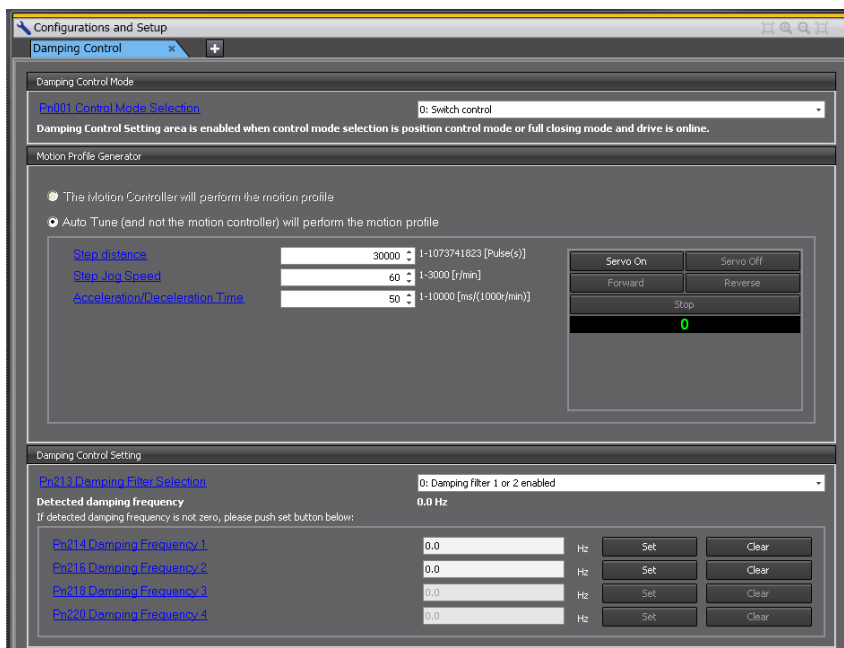 Configurations and Setup
Damping Control
Damping Control Mode
Pn001 Control Mode Selection 0: Switch control
Damping Control Setting area is enabled when control mode selection is position control mode or full closing mode and drive is online.
Motion Profile Generator
The Motion Controller will perform the motion profile
Auto Tune (and not the motion controller) will perform the motion profile
Step distance 30000 1-1073741823 [Pulse(s)]
Step Jog Speed 60 1-3000 [r/min]
Acceleration/Deceleration Time 50 1-10000 [ms/(1000r/min)]
Servo On Servo Off
Forward Reverse
Stop
0
Damping Control Setting
Pn213 Damping Filter Selection 0: Damping filter 1 or 2 enabled
Detected damping frequency 0.0 Hz
If detected damping frequency is not zero, please push set button below:
Pn214 Damping Frequency 1 0.0 Hz Set Clear
Pn216 Damping Frequency 2 0.0 Hz Set Clear
Pn218 Damping Frequency 3 0.0 Hz Set Clear
Pn220 Damping Frequency 4 0.0 Hz Set Clear